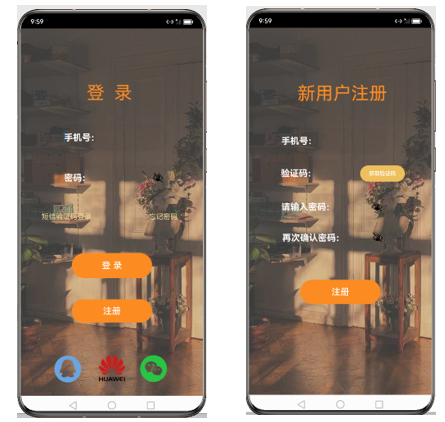 9:59
登 录
手机号:
密码:
短信验证码登录
忘记密码
登 录
注册
HUAWEI
9:59
新用户注册
手机号:
验证码:
获取验证码
请输入密码:
再次确认密码:
注册